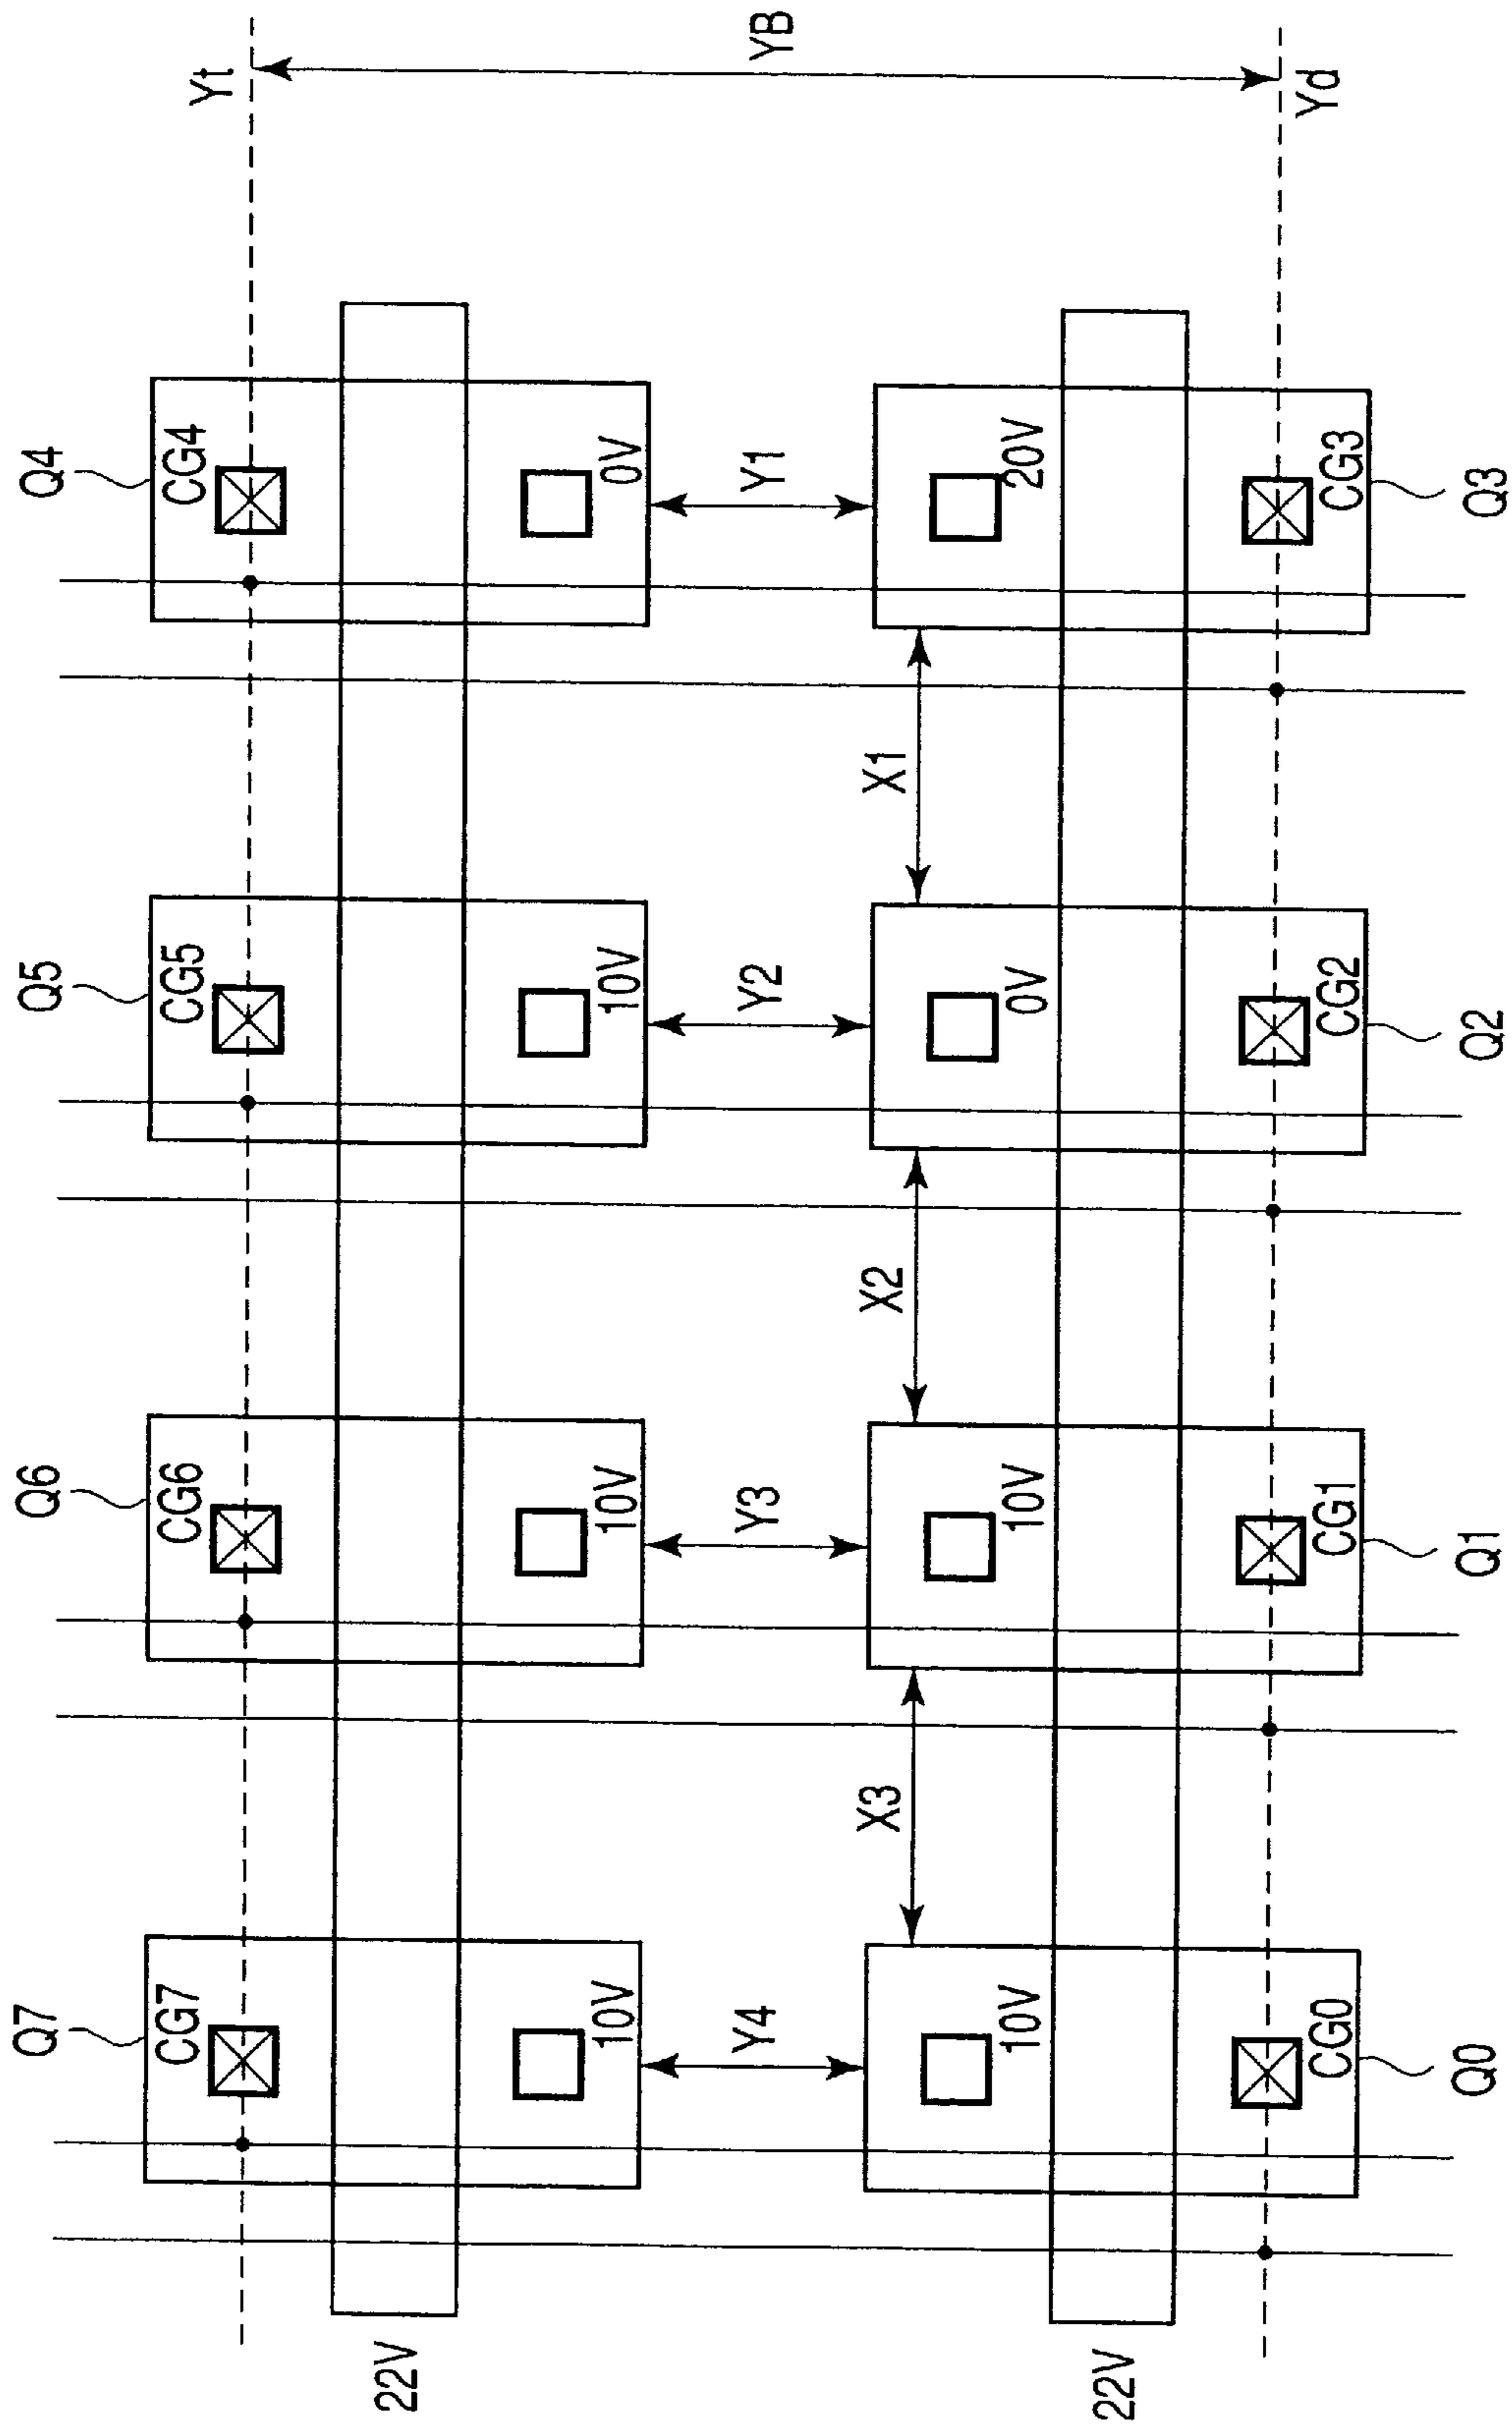 Q7 Q6 Q5 Q4
CG7 CG6 CG5 CG4 Yt
22V
10V 10V 10V 0V
Y4 Y3 Y2 Y1 YB
X3 X2 X1
10V 10V 0V 20V
22V
CG0 CG1 CG2 CG3 Yd
Q0 Q1 Q2 Q3